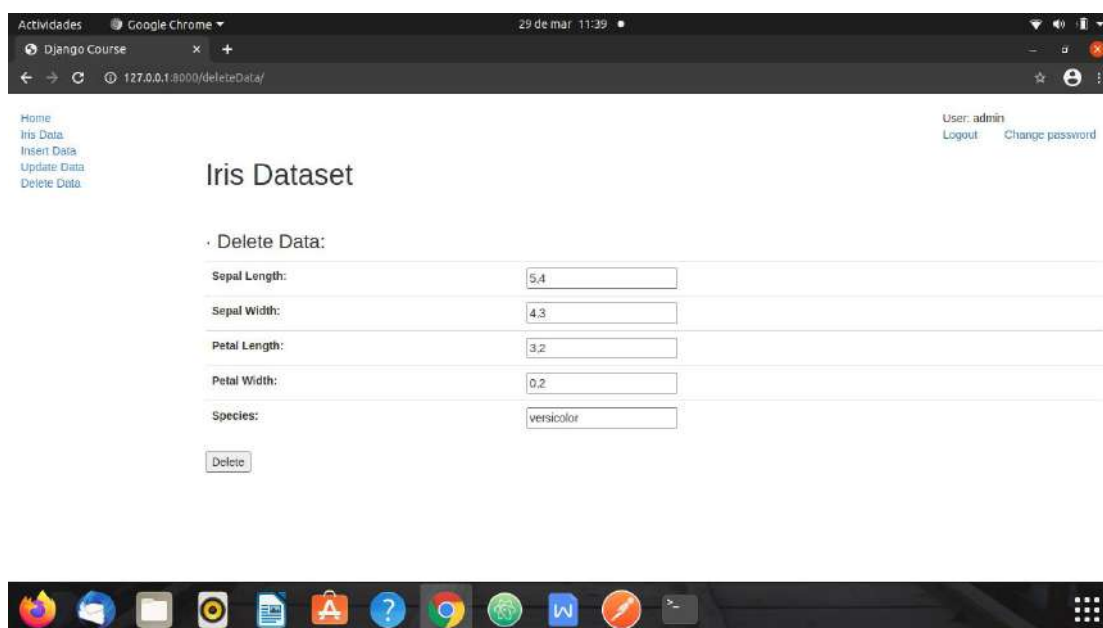 Actividades Google Chrome 29 de mar 11:39
Django Course
127.0.0.1:8000/deleteData/
Home
Iris Data
Insert Data
Update Data
Delete Data
User: admin
Logout Change password
Iris Dataset
· Delete Data:
Sepal Length: 5,4
Sepal Width: 4,3
Petal Length: 3,2
Petal Width: 0,2
Species: versicolor
Delete